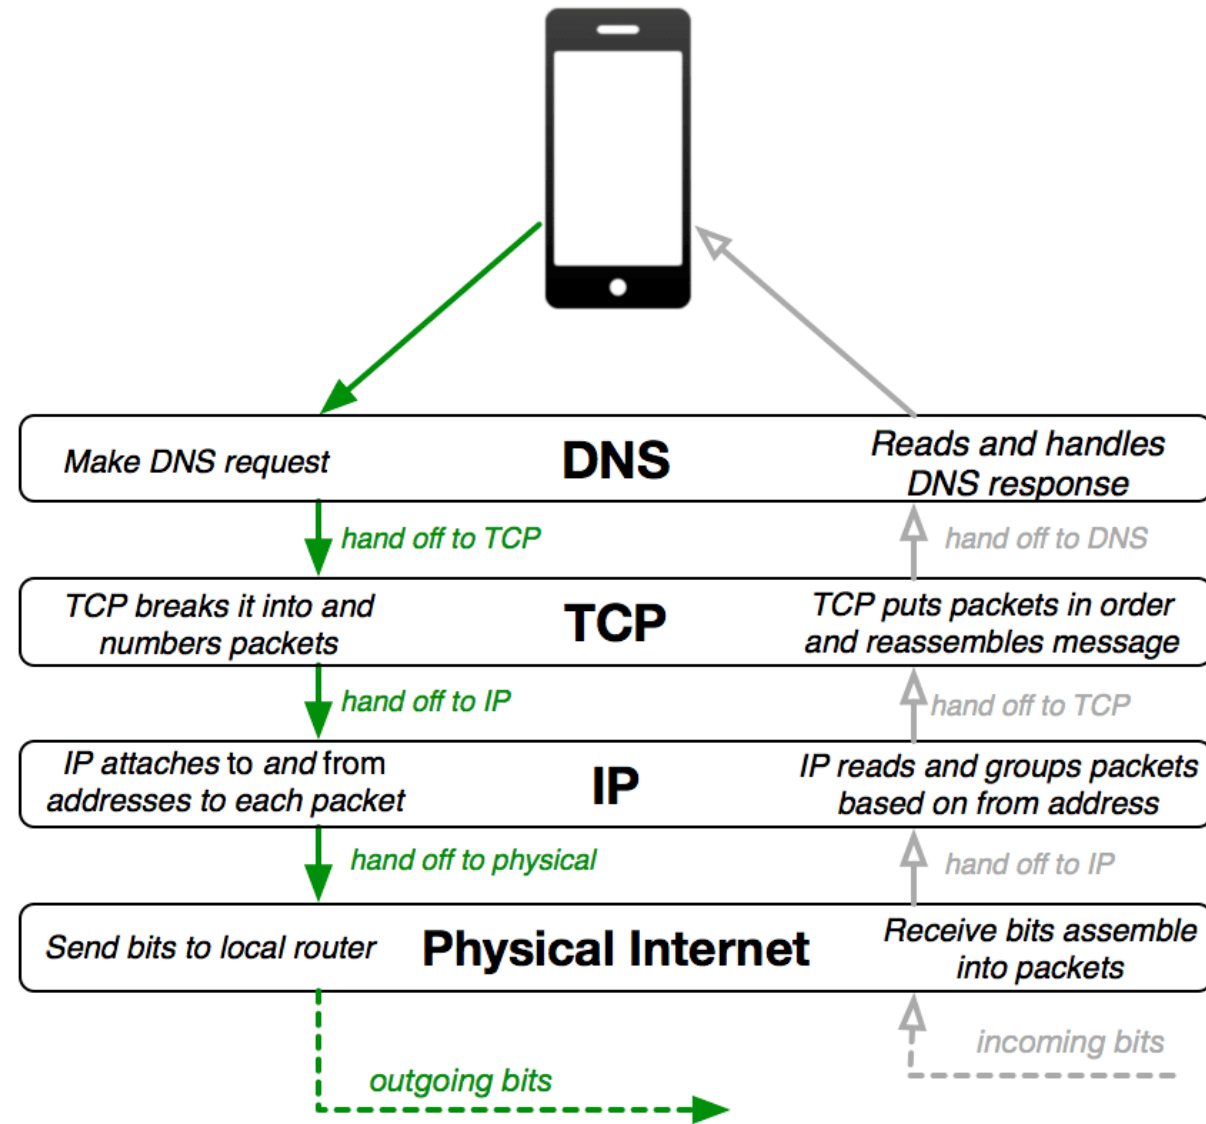 Make DNS request
DNS
Reads and handles
DNS response
hand off to TCP
hand off to DNS
TCP breaks it into and
numbers packets
TCP
TCP puts packets in order
and reassembles message
hand off to IP
hand off to TCP
IP attaches to and from
addresses to each packet
IP
IP reads and groups packets
based on from address
hand off to physical
hand off to IP
Send bits to local router
Physical Internet
Receive bits assemble
into packets
outgoing bits
incoming bits